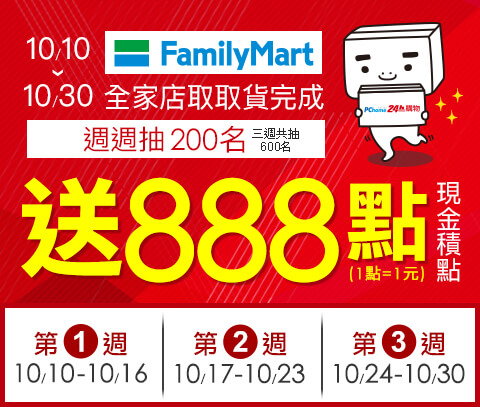 10/10
FamilyMart
10/30 全家店取取貨完成
週週抽200名 三週共抽
600名
PChome 24h購物
送888點
(1點=1元)
現金積點
第1週
10/10-10/16
第2週
10/17-10/23
第3週
10/24-10/30